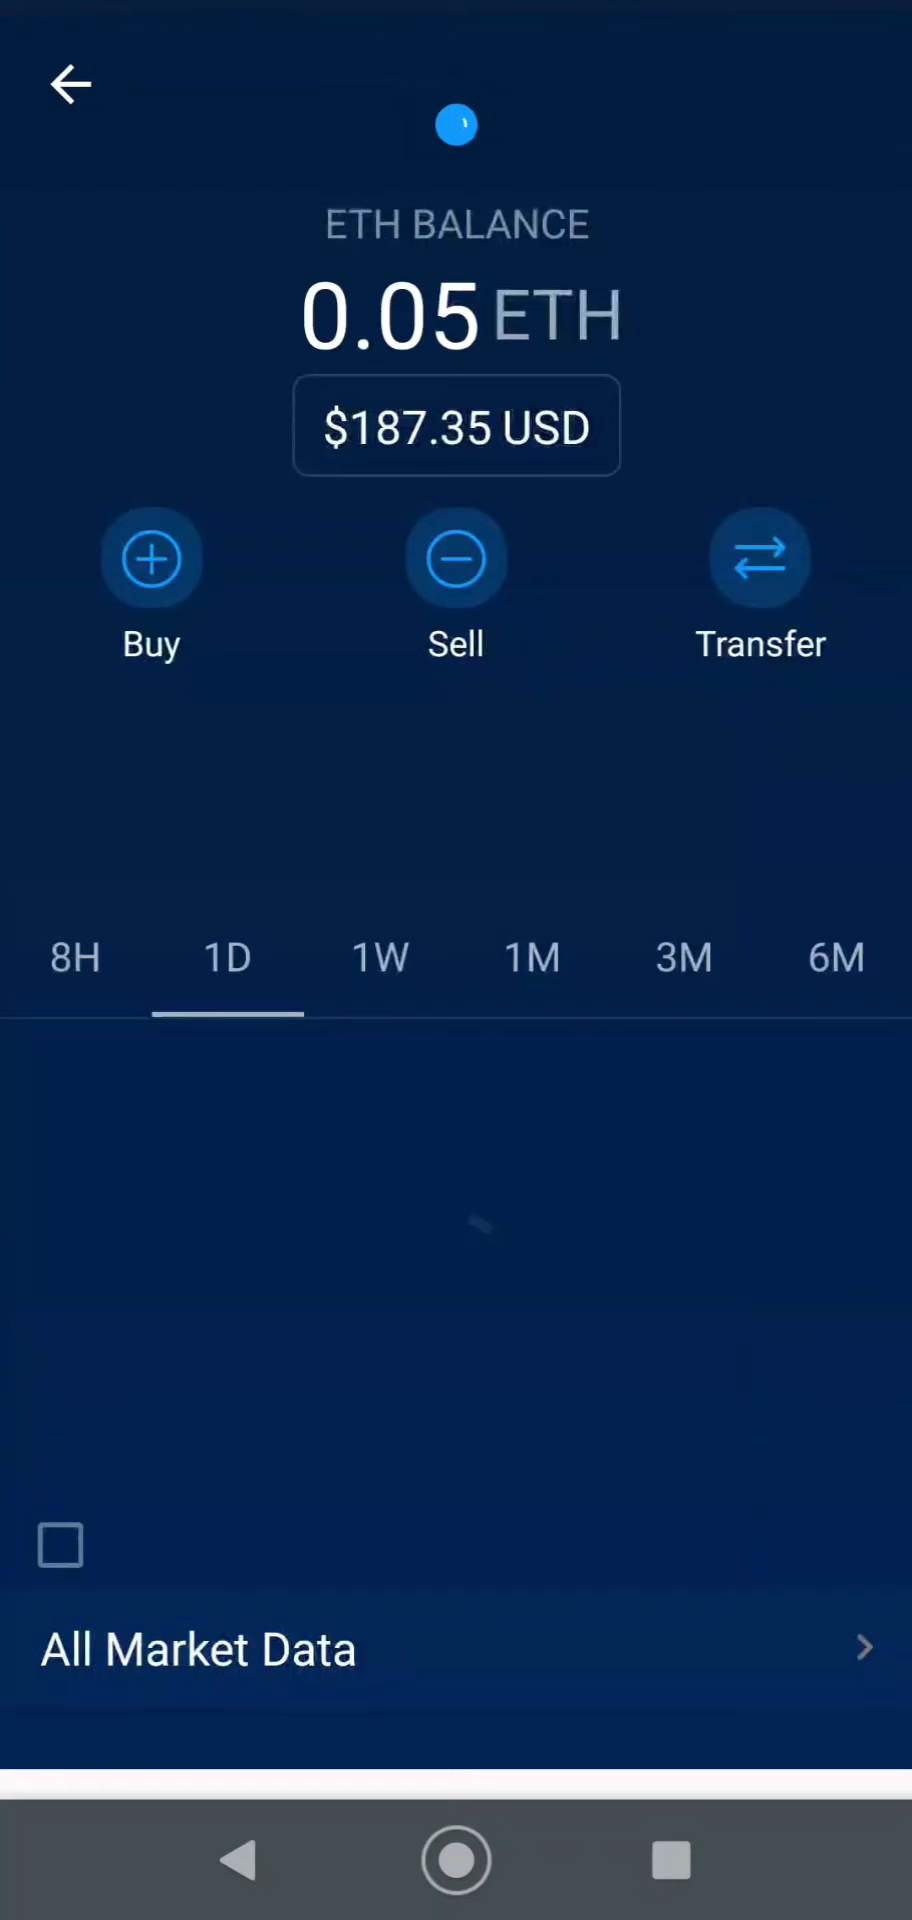 ETH BALANCE
0.05 ETH
$187.35 USD
Buy Sell Transfer
8H 1D 1W 1M 3M 6M
All Market Data